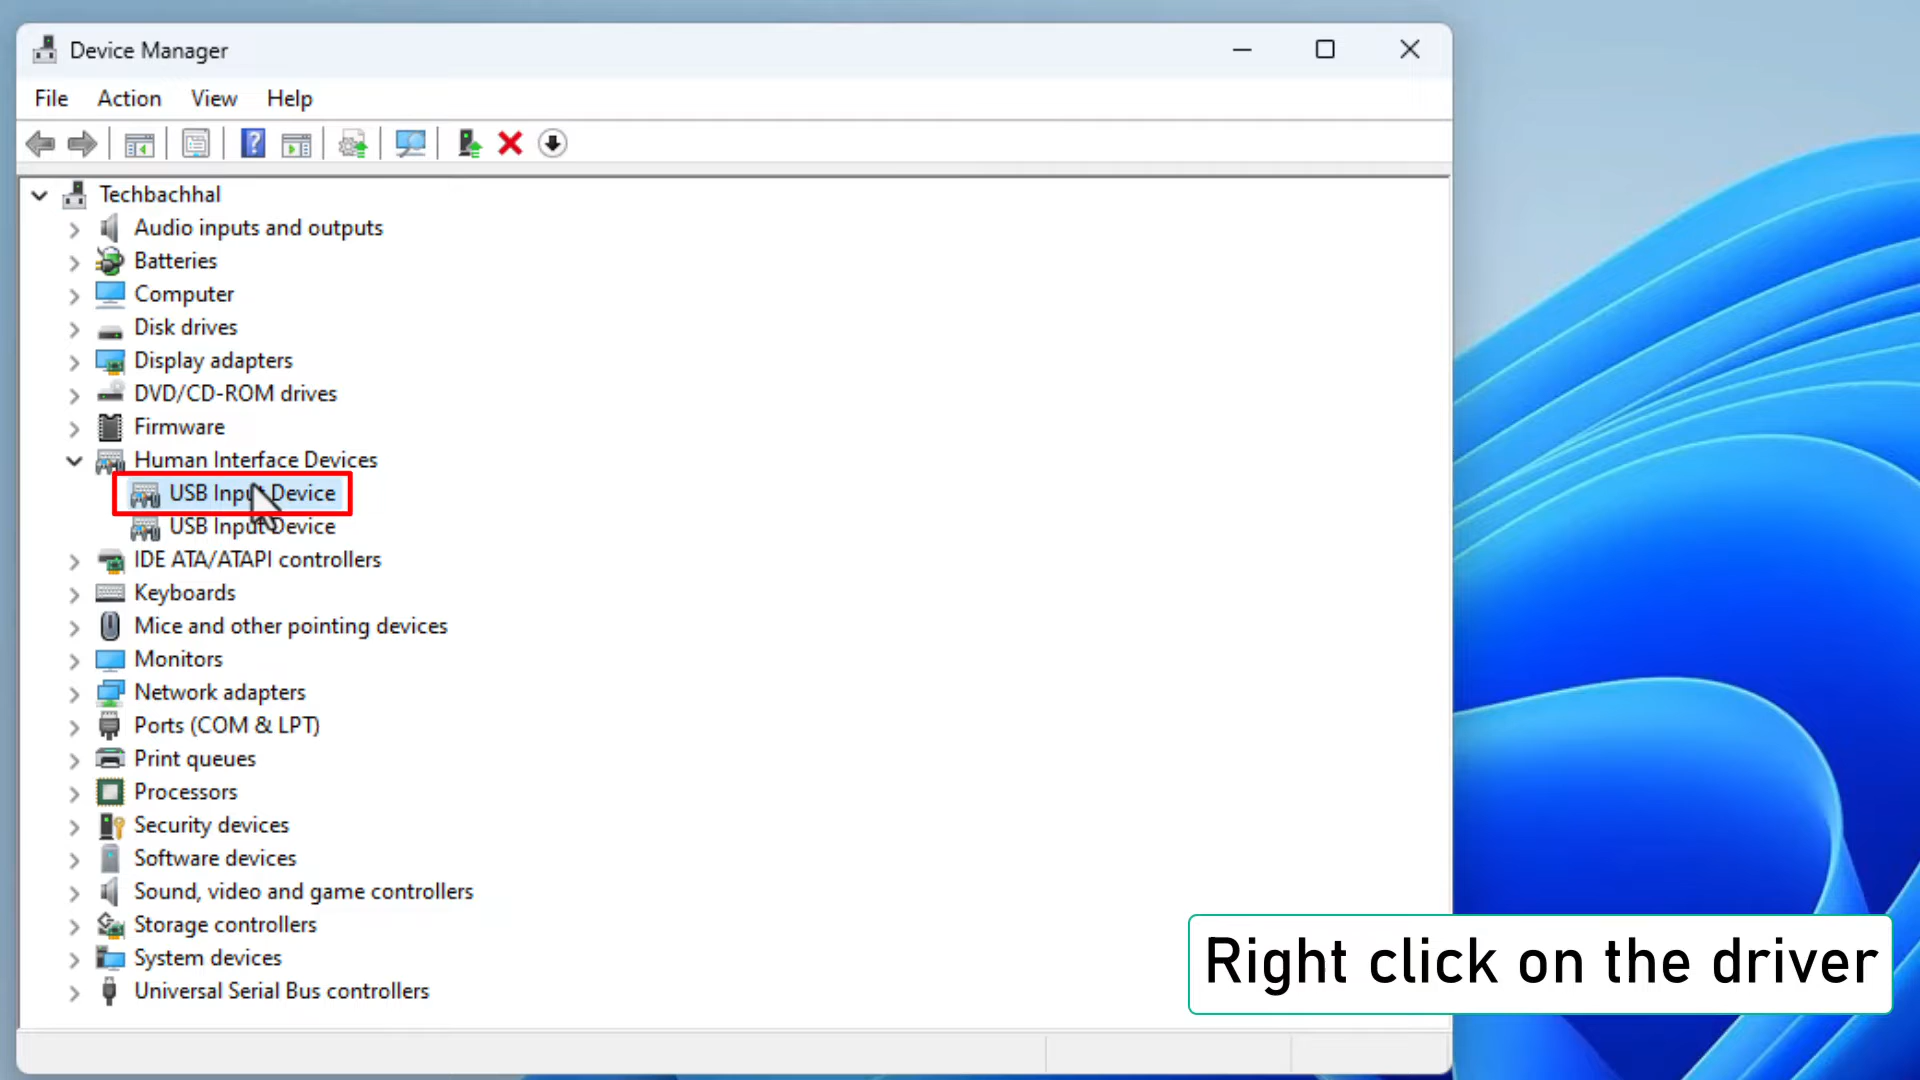 Device Manager
File Action View Help
Techbachhal
Audio inputs and outputs
Batteries
Computer
Disk drives
Display adapters
DVD/CD-ROM drives
Firmware
Human Interface Devices
USB Input Device
USB Input Device
IDE ATA/ATAPI controllers
Keyboards
Mice and other pointing devices
Monitors
Network adapters
Ports (COM & LPT)
Print queues
Processors
Security devices
Software devices
Sound, video and game controllers
Storage controllers
System devices
Universal Serial Bus controllers
Right click on the driver